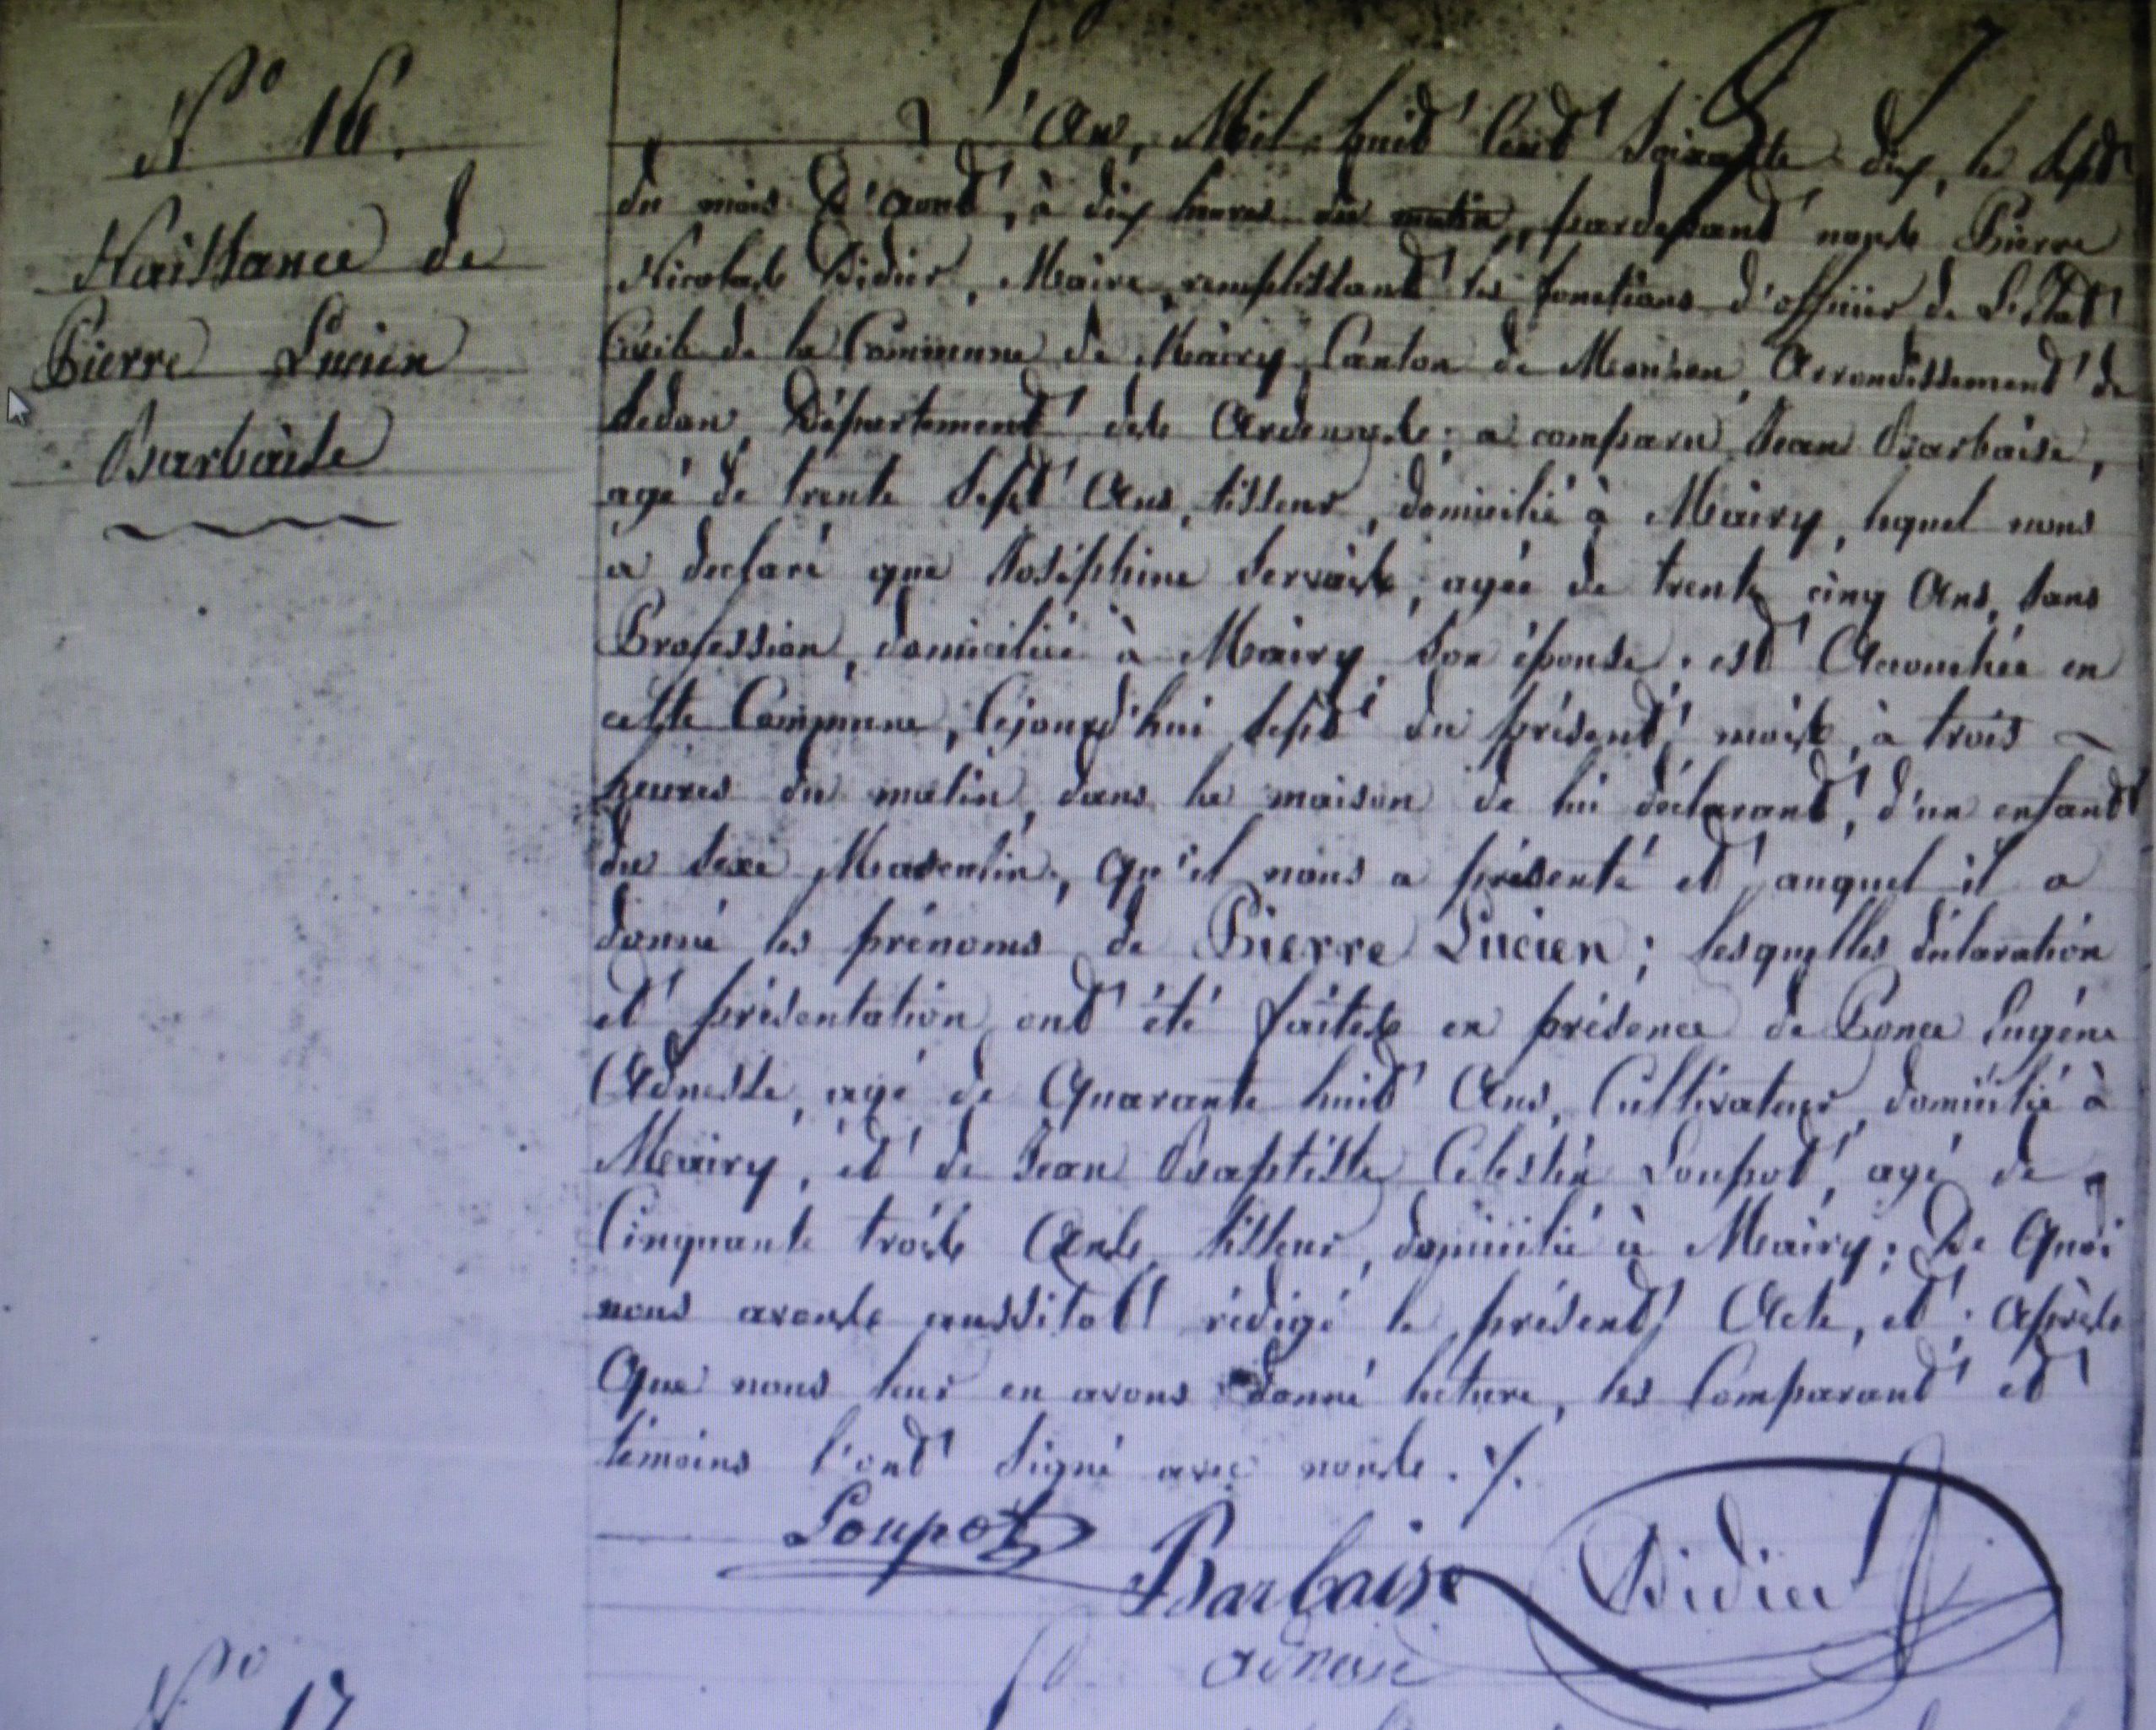 N° 16.
Naissance de
Pierre Lucien
Barbaise
L'An, Mil huit Cent Soixante dix, le Sept
du mois d'Aout, à dix heures du matin, pardevant nous Pierre
Nicolas Didier, Maire, remplissant les fonctions d'officier de L'Etat
Civil de la Commune de Mairy, Canton de Mouzon, Arrondissement de
Sedan, Département des Ardennes; a comparu Jean Barbaise,
agé de trente Sept Ans, tisseur, domicilié à Mairy, lequel nous
a declaré que Joséphine Servais, agée de trente cinq Ans, Sans
Profession, domiciliée à Mairy, Son épouse, est Accouchée en
cette Commune, Cejourd'hui Sept du présent mois, à trois
heures du matin, dans la maison de lui déclarant, d'un enfant
du Sexe Masculin, Qu'il nous a présenté et auquel il a
donné les prénoms de Pierre Lucien; lesquelles déclaration
et présentation ont été faites en présence de Ponce Eugène
Adnesse, agé de Quarante huit Ans, Cultivateur, domicilié à
Mairy, et de Jean Baptiste Célestin Loupot, agé de
Cinquante trois Ans, tisseur, domicilié à Mairy; De Quoi
nous avons aussitot rédigé le présent Acte, et, Après
Que nous leur en avons donné lecture, les Comparant et
témoins l'ont Signé avec nous. ./.
Loupot
Barbaise
Didier
adnesse
N° 17